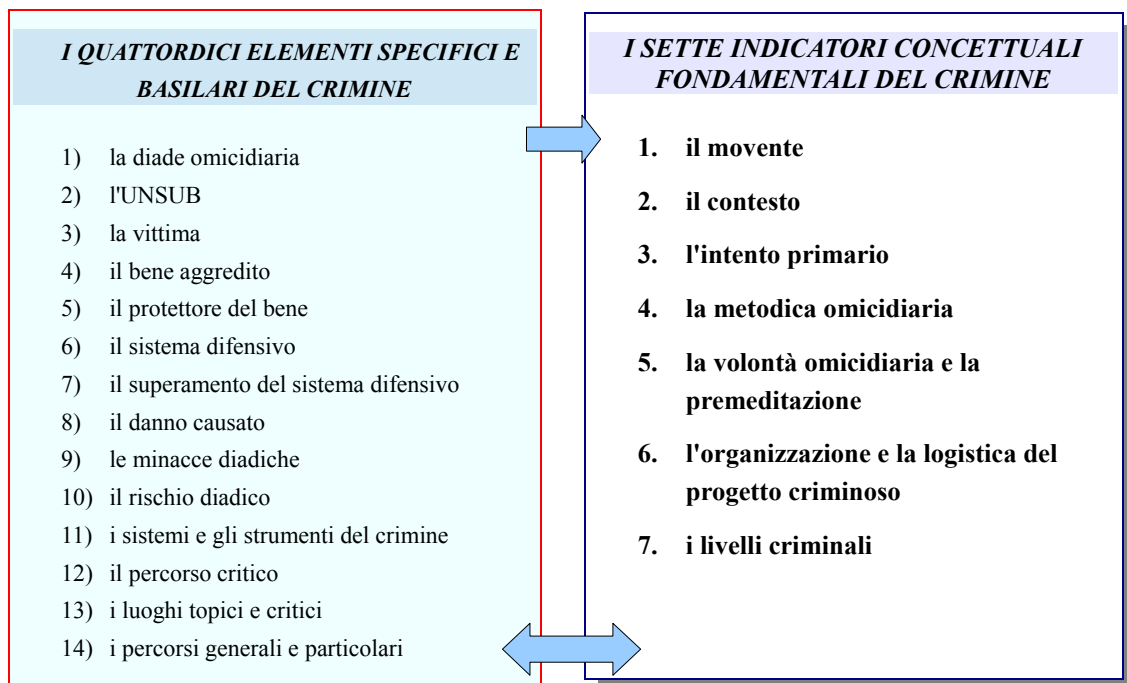 I QUATTORDICI ELEMENTI SPECIFICI E
BASILARI DEL CRIMINE
1) la diade omicidiaria
2) l'UNSUB
3) la vittima
4) il bene aggredito
5) il protettore del bene
6) il sistema difensivo
7) il superamento del sistema difensivo
8) il danno causato
9) le minacce diadiche
10) il rischio diadico
11) i sistemi e gli strumenti del crimine
12) il percorso critico
13) i luoghi topici e critici
14) i percorsi generali e particolari
I SETTE INDICATORI CONCETTUALI
FONDAMENTALI DEL CRIMINE
1. il movente
2. il contesto
3. l'intento primario
4. la metodica omicidiaria
5. la volontà omicidiaria e la
premeditazione
6. l'organizzazione e la logistica del
progetto criminoso
7. i livelli criminali